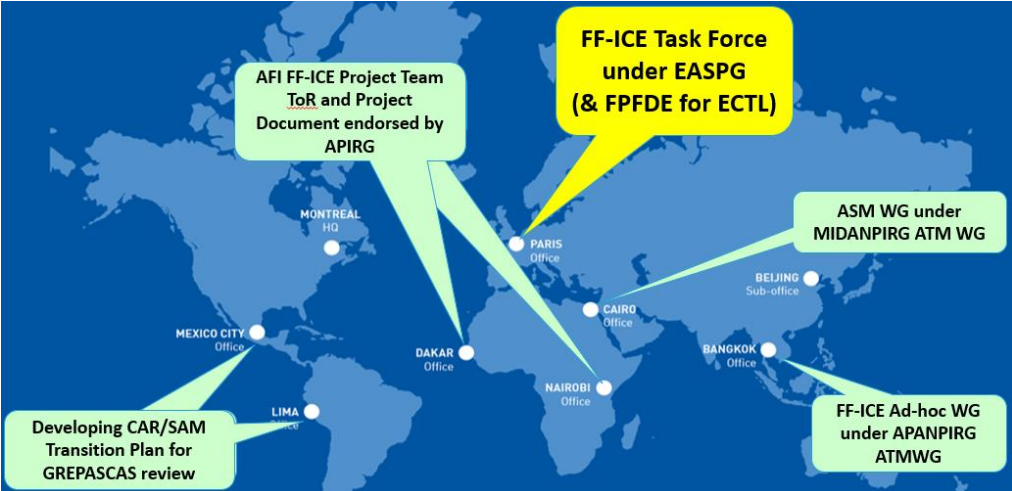 FF-ICE Task Force
under EASPG
(& FPFDE for ECTL)
AFI FF-ICE Project Team
ToR and Project
Document endorsed by
APIRG
ASM WG under
MIDANPIRG ATM WG
MONTREAL
HQ
PARIS
Office
BEIJING
Sub-office
CAIRO
Office
MEXICO CITY
Office
DAKAR
Office
BANGKOK
Office
NAIROBI
Office
LIMA
Office
Developing CAR/SAM
Transition Plan for
GREPASCAS review
FF-ICE Ad-hoc WG
under APANPIRG
ATMWG